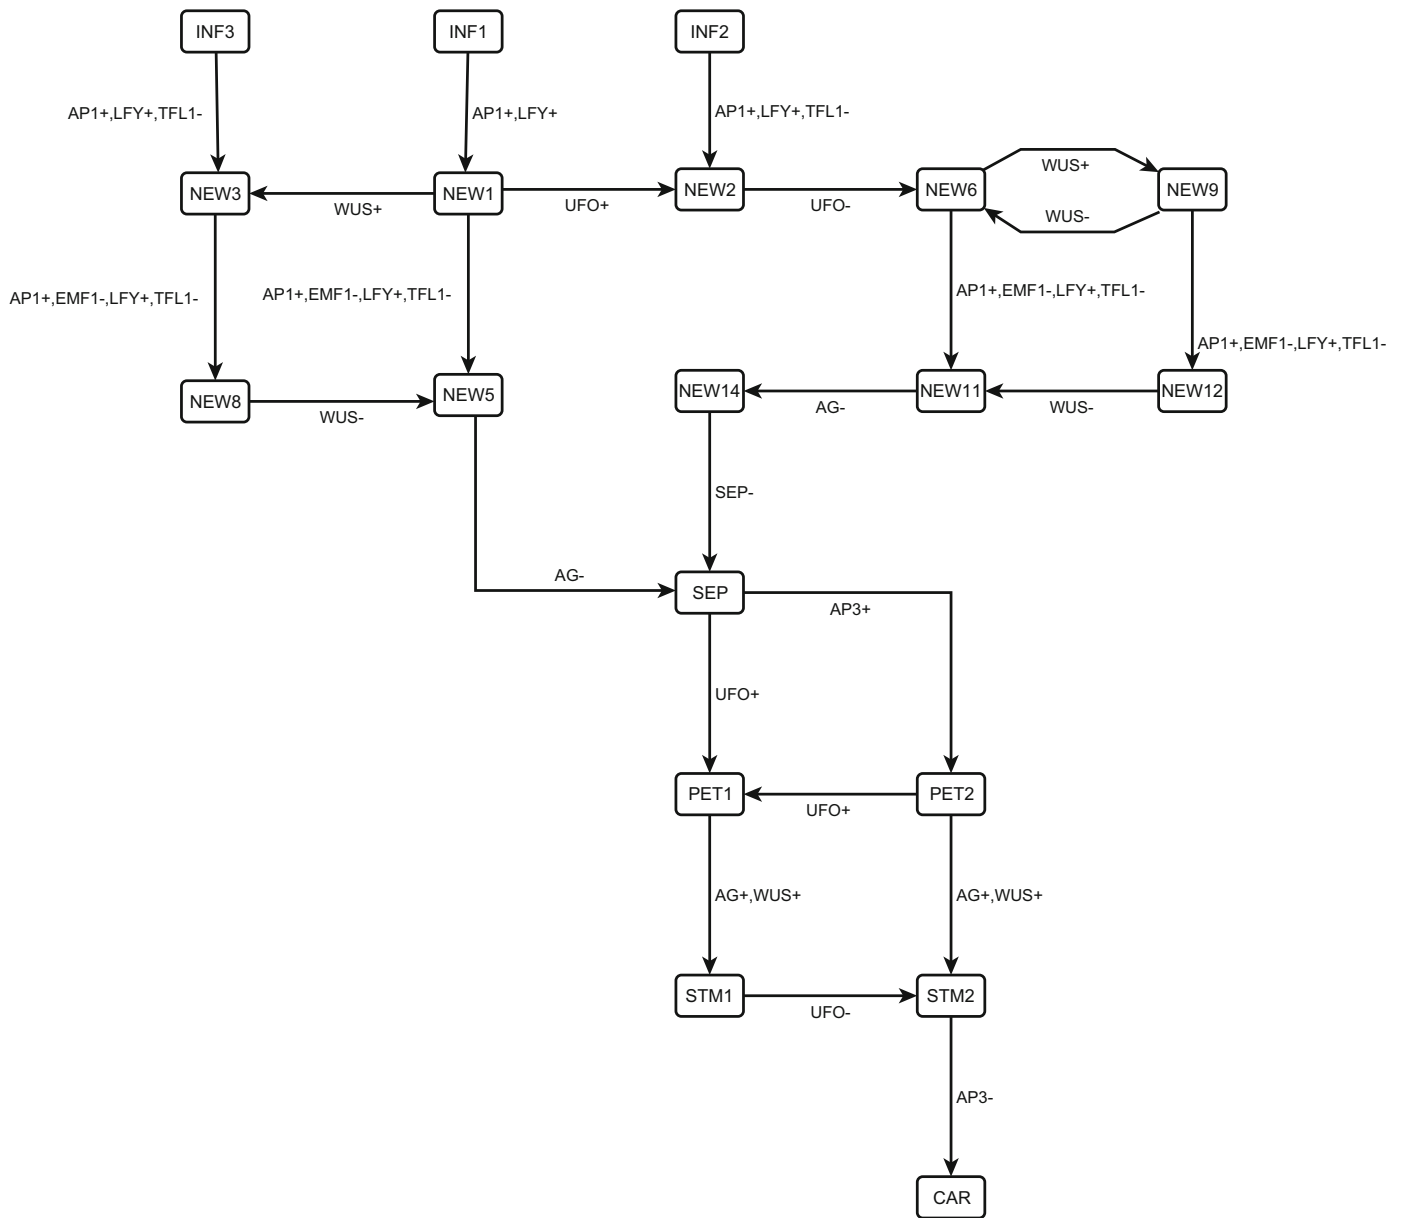 INF3
INF1
INF2
AP1+,LFY+,TFL1-
AP1+,LFY+
AP1+,LFY+,TFL1-
NEW3
WUS+
NEW1
UFO+
NEW2
UFO-
NEW6
WUS+
WUS-
NEW9
AP1+,EMF1-,LFY+,TFL1-
AP1+,EMF1-,LFY+,TFL1-
AP1+,EMF1-,LFY+,TFL1-
AP1+,EMF1-,LFY+,TFL1-
NEW8
WUS-
NEW5
NEW14
AG-
NEW11
WUS-
NEW12
SEP-
AG-
SEP
AP3+
UFO+
PET1
UFO+
PET2
AG+,WUS+
AG+,WUS+
STM1
UFO-
STM2
AP3-
CAR